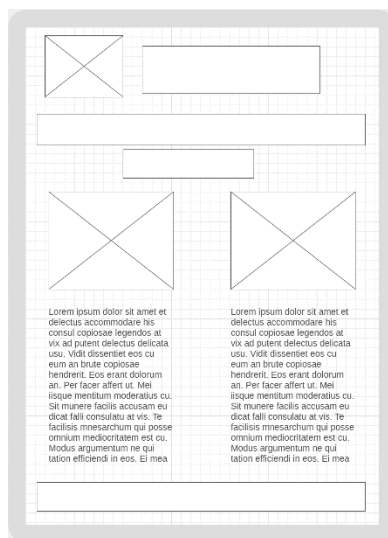 Lorem ipsum dolor sit amet et
delectus accommodare his
consul copiosae legendos at
vix ad putent delectus delicata
usu. Vidit dissentiet eos cu
eum an brute copiosae
hendrerit. Eos erant dolorum
an. Per facer affert ut. Mei
iisque mentitum moderatius cu.
Sit munere facilis accusam eu
dicat falli consulatu at vis. Te
facilisis mnesarchum qui posse
omnium mediocritatem est cu.
Modus argumentum ne qui
tation efficiendi in eos. Ei mea
Lorem ipsum dolor sit amet et
delectus accommodare his
consul copiosae legendos at
vix ad putent delectus delicata
usu. Vidit dissentiet eos cu
eum an brute copiosae
hendrerit. Eos erant dolorum
an. Per facer affert ut. Mei
iisque mentitum moderatius cu.
Sit munere facilis accusam eu
dicat falli consulatu at vis. Te
facilisis mnesarchum qui posse
omnium mediocritatem est cu.
Modus argumentum ne qui
tation efficiendi in eos. Ei mea